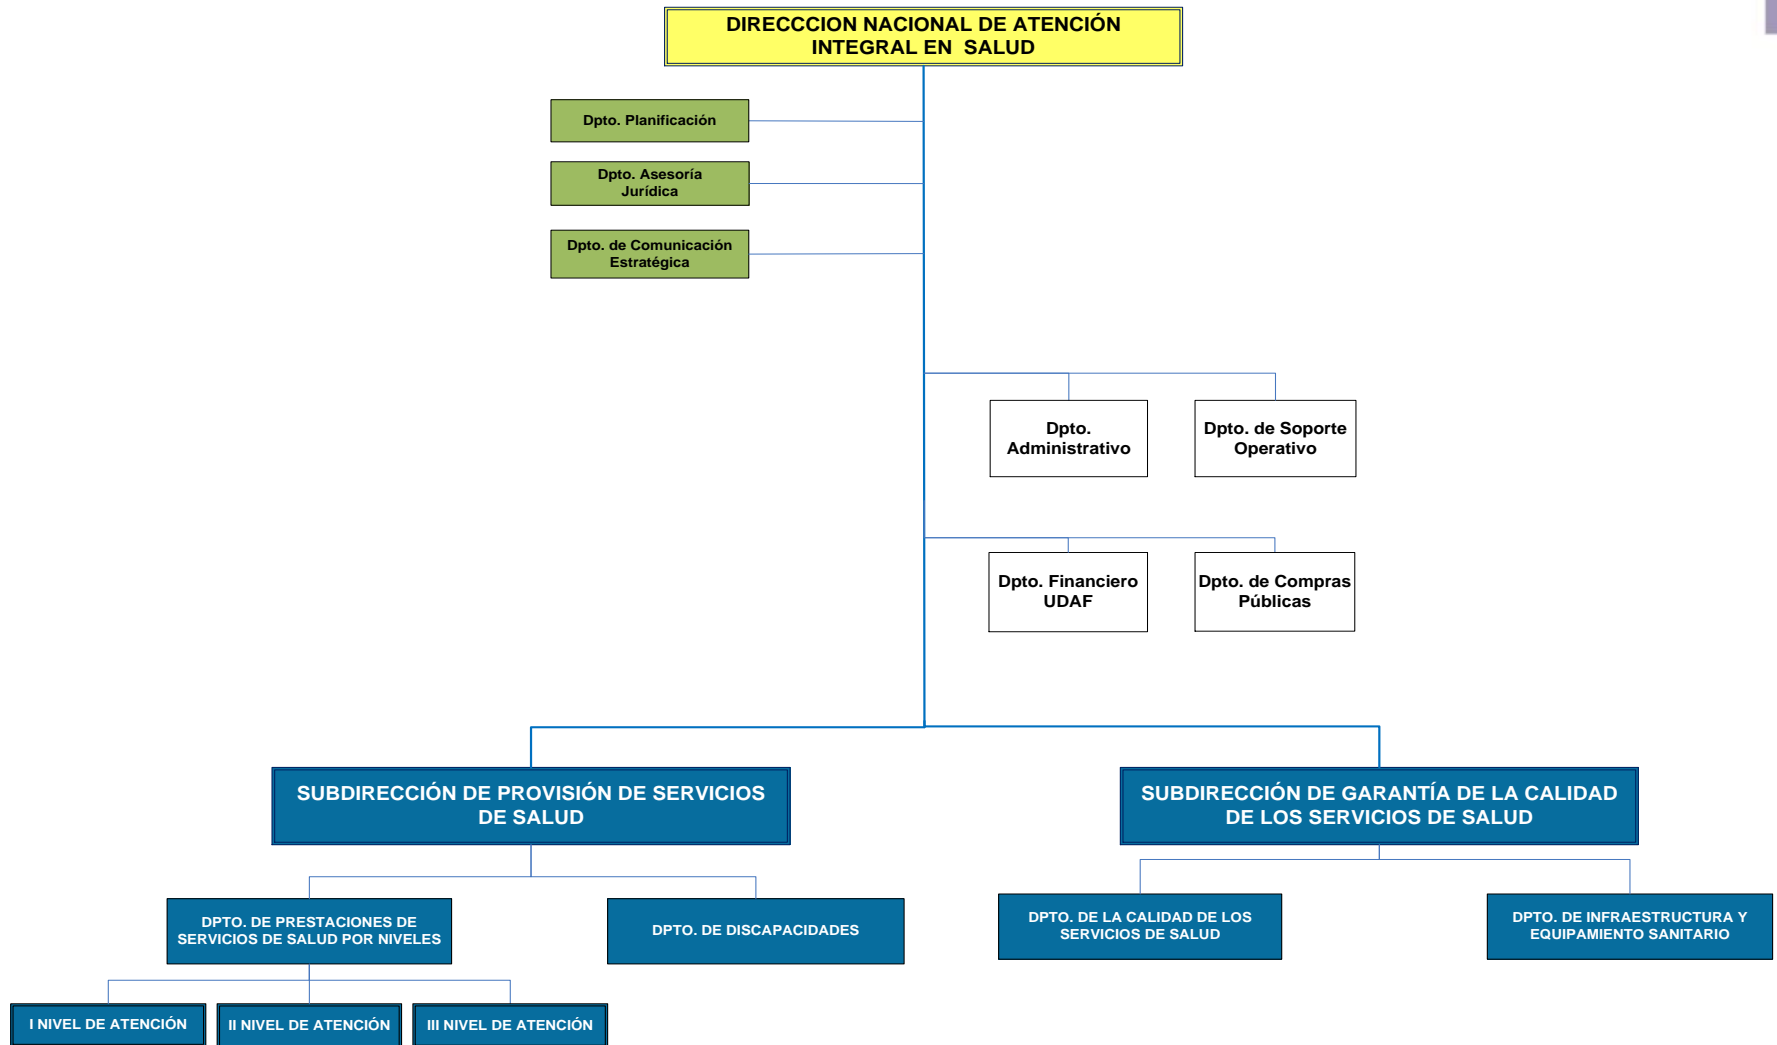 DIRECCCION NACIONAL DE ATENCIÓN
INTEGRAL EN SALUD
Dpto. Planificación
Dpto. Asesoría
Jurídica
Dpto. de Comunicación
Estratégica
Dpto.
Administrativo
Dpto. de Soporte
Operativo
Dpto. Financiero
UDAF
Dpto. de Compras
Públicas
SUBDIRECCIÓN DE PROVISIÓN DE SERVICIOS
DE SALUD
SUBDIRECCIÓN DE GARANTÍA DE LA CALIDAD
DE LOS SERVICIOS DE SALUD
DPTO. DE PRESTACIONES DE
SERVICIOS DE SALUD POR NIVELES
DPTO. DE DISCAPACIDADES
DPTO. DE LA CALIDAD DE LOS
SERVICIOS DE SALUD
DPTO. DE INFRAESTRUCTURA Y
EQUIPAMIENTO SANITARIO
I NIVEL DE ATENCIÓN
II NIVEL DE ATENCIÓN
III NIVEL DE ATENCIÓN